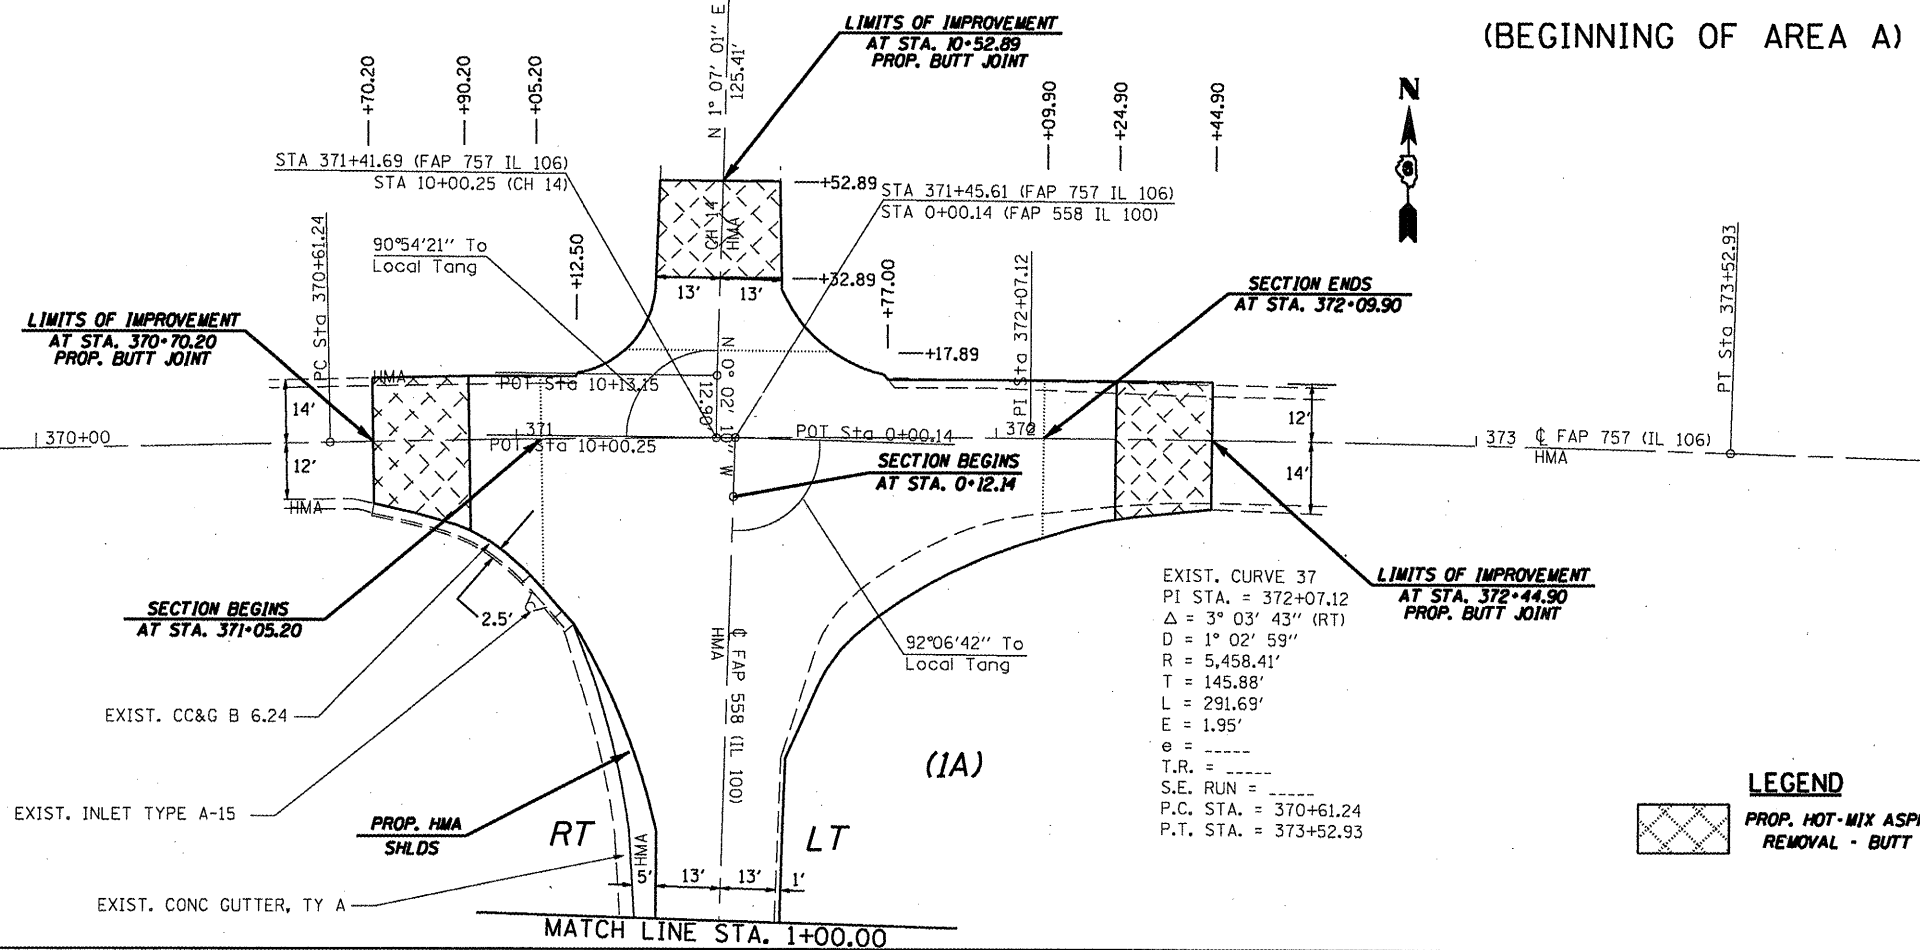 (BEGINNING OF AREA A)
LIMITS OF IMPROVEMENT
AT STA. 10+52.89
PROP. BUTT JOINT
N 1° 07' 01" E
125.41'
+70.20
+90.20
+05.20
+09.90
+24.90
+44.90
N
6
STA 371+41.69 (FAP 757 IL 106)
STA 10+00.25 (CH 14)
+52.89
STA 371+45.61 (FAP 757 IL 106)
STA 0+00.14 (FAP 558 IL 100)
CH 14
HMA
PC Sta 370+61.24
90°54'21" To
Local Tang
+12.50
+32.89
13'
13'
+77.00
PI Sta 372+07.12
SECTION ENDS
AT STA. 372+09.90
PT Sta 373+52.93
LIMITS OF IMPROVEMENT
AT STA. 370+70.20
PROP. BUTT JOINT
+17.89
HMA
POT Sta 10+13.15
12.90'
N 0° 02' 1 " W
14'
12'
370+00
371
POT Sta 10+00.25
POT Sta 0+00.14
372
12'
14'
373 ℄ FAP 757 (IL 106)
HMA
SECTION BEGINS
AT STA. 0+12.14
HMA
SECTION BEGINS
AT STA. 371+05.20
2.5'
92°06'42" To
Local Tang
LIMITS OF IMPROVEMENT
AT STA. 372+44.90
PROP. BUTT JOINT
EXIST. CURVE 37
PI STA. = 372+07.12
Δ = 3° 03' 43" (RT)
D = 1° 02' 59"
R = 5,458.41'
T = 145.88'
L = 291.69'
E = 1.95'
e = _____
T.R. = _____
S.E. RUN = _____
P.C. STA. = 370+61.24
P.T. STA. = 373+52.93
EXIST. CC&G B 6.24
℄ FAP 558 (IL 100)
HMA
(1A)
EXIST. INLET TYPE A-15
PROP. HMA
SHLDS
RT
LT
HMA
5'
13'
13'
1'
EXIST. CONC GUTTER, TY A
MATCH LINE STA. 1+00.00
LEGEND
PROP. HOT-MIX ASP
REMOVAL - BUTT